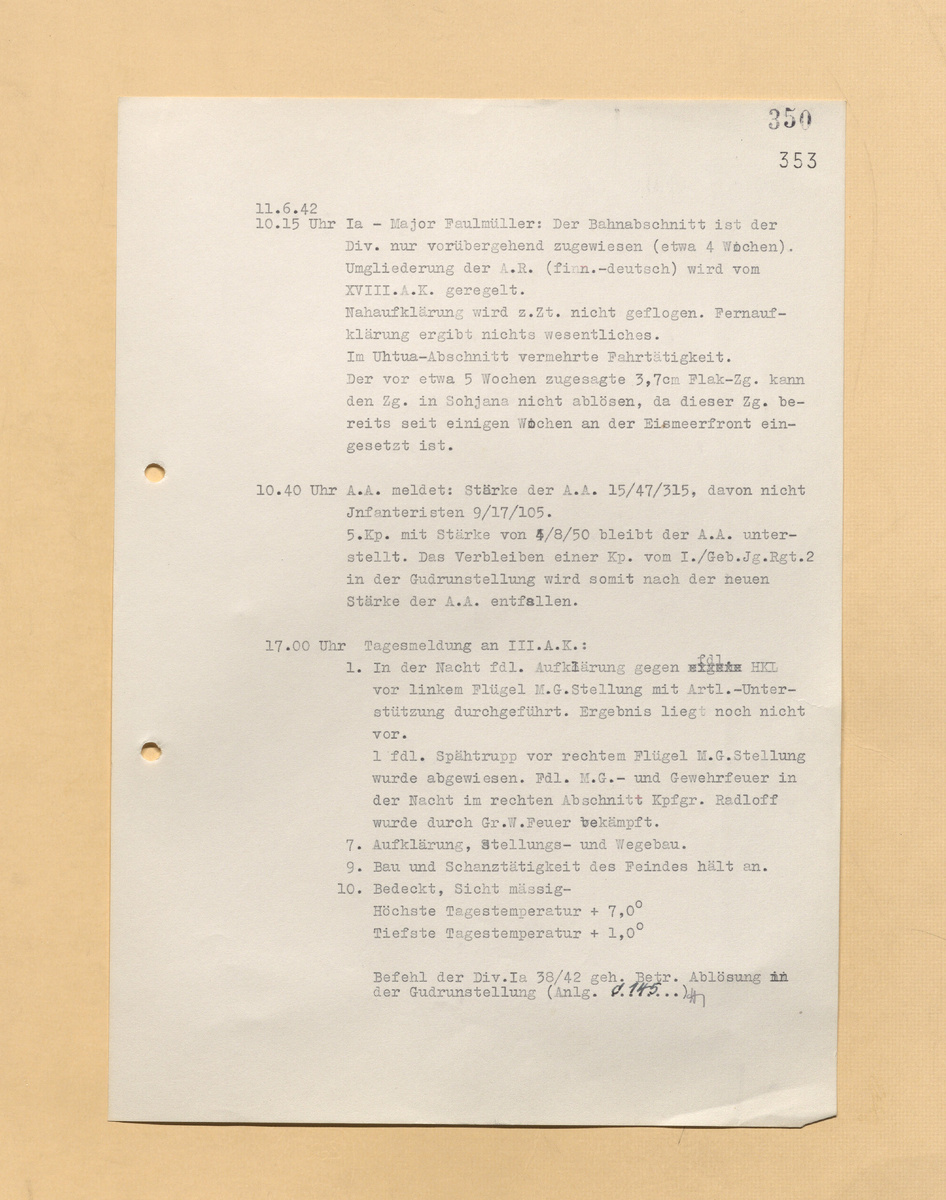 350
353
11.6.42
10.15 Uhr Ia - Major Faulmüller: Der Bahnabschnitt ist der
Div. nur vorübergehend zugewiesen (etwa 4 Wochen).
Umgliederung der A.R. (finn.-deutsch) wird vom
XVIII.A.K. geregelt.
Nahaufklärung wird z.Zt. nicht geflogen. Fernauf-
klärung ergibt nichts wesentliches.
Im Uhtua-Abschnitt vermehrte Fahrtätigkeit.
Der vor etwa 5 Wochen zugesagte 3,7cm Flak-Zg. kann
den Zg. in Sohjana nicht ablösen, da dieser Zg. be-
reits seit einigen Wochen an der Eismeerfront ein-
gesetzt ist.
10.40 Uhr A.A. meldet: Stärke der A.A. 15/47/315, davon nicht
Jnfanteristen 9/17/105.
5.Kp. mit Stärke von 4/8/50 bleibt der A.A. unter-
stellt. Das Verbleiben einer Kp. vom I./Geb.Jg.Rgt.2
in der Gudrunstellung wird somit nach der neuen
Stärke der A.A. entfallen.
17.00 Uhr Tagesmeldung an III.A.K.:
1. In der Nacht fdl. Aufklärung gegen fdl. HKL
vor linkem Flügel M.G.Stellung mit Artl.-Unter-
stützung durchgeführt. Ergebnis liegt noch nicht
vor.
1 fdl. Spähtrupp vor rechtem Flügel M.G.Stellung
wurde abgewiesen. Fdl. M.G.- und Gewehrfeuer in
der Nacht im rechten Abschnitt Kpfgr. Radloff
wurde durch Gr.W.Feuer bekämpft.
7. Aufklärung, Stellungs- und Wegebau.
9. Bau und Schanztätigkeit des Feindes hält an.
10. Bedeckt, Sicht mässig-
Höchste Tagestemperatur + 7,0°
Tiefste Tagestemperatur + 1,0°
Befehl der Div.Ia 38/42 geh. Betr. Ablösung in
der Gudrunstellung (Anlg. 145...)